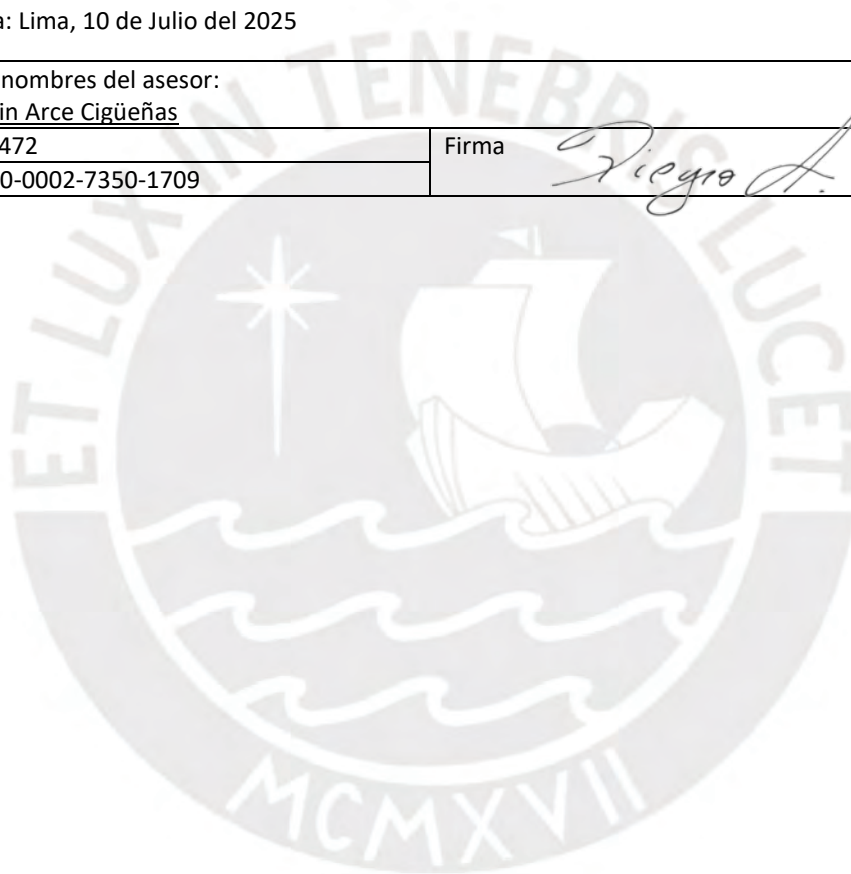 a: Lima, 10 de Julio del 2025
nombres del asesor:
in Arce Cigüeñas
472
Firma
0-0002-7350-1709
Diego A.
ET LUX IN TENEBRIS LUCET
MCMXVII